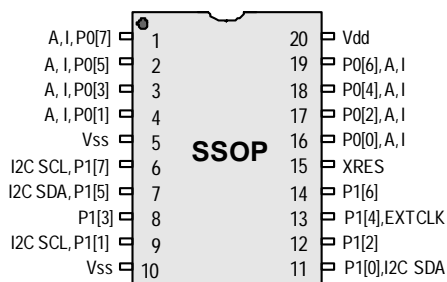 A, I, P0[7] 1 20 Vdd
A, I, P0[5] 2 19 P0[6], A, I
A, I, P0[3] 3 18 P0[4], A, I
A, I, P0[1] 4 17 P0[2], A, I
Vss 5 16 P0[0], A, I
SSOP
I2C SCL, P1[7] 6 15 XRES
I2C SDA, P1[5] 7 14 P1[6]
P1[3] 8 13 P1[4], EXTCLK
I2C SCL, P1[1] 9 12 P1[2]
Vss 10 11 P1[0], I2C SDA